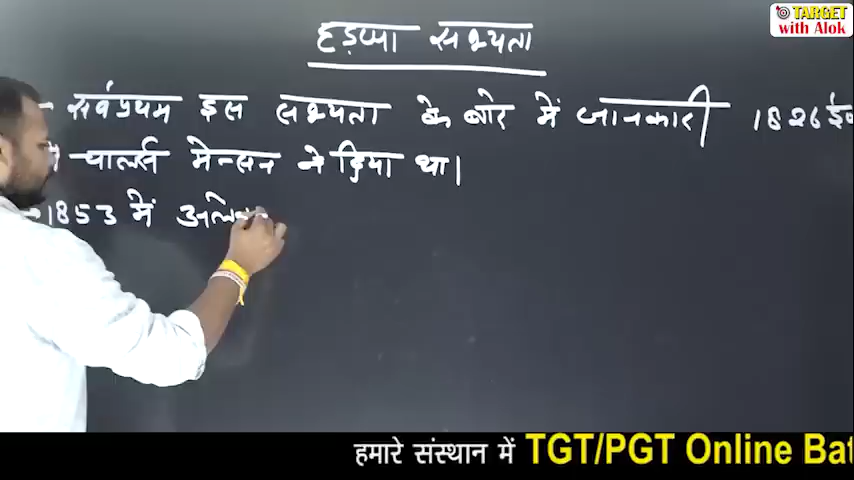 TARGET
with Alok
हड़प्पा सभ्यता
- सर्वप्रथम इस सभ्यता के बारे में जानकारी 1826 ई०
में चार्ल्स मेन्सन ने दिया था।
→ 1853 में
हमारे संस्थान में TGT/PGT Online Bat